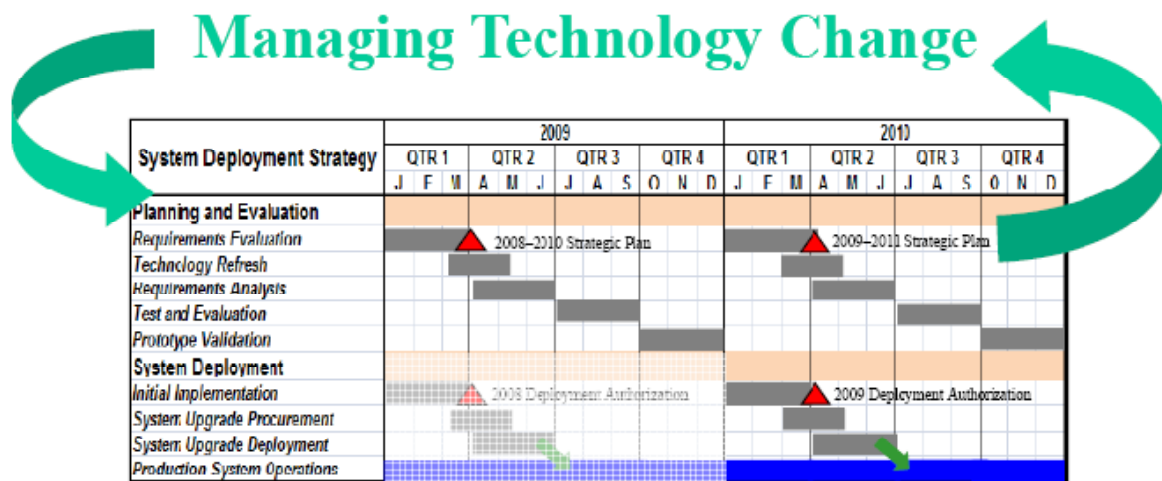 Managing Technology Change
System Deployment Strategy
2009 2010
QTR 1 QTR 2 QTR 3 QTR 4 QTR 1 QTR 2 QTR 3 QTR 4
J F M A M J J A S O N D J F M A M J J A S O N D
Planning and Evaluation
Requirements Evaluation 2008–2010 Strategic Plan 2009–2011 Strategic Plan
Technology Refresh
Requirements Analysis
Test and Evaluation
Prototype Validation
System Deployment
Initial Implementation 2008 Deployment Authorization 2009 Deployment Authorization
System Upgrade Procurement
System Upgrade Deployment
Production System Operations